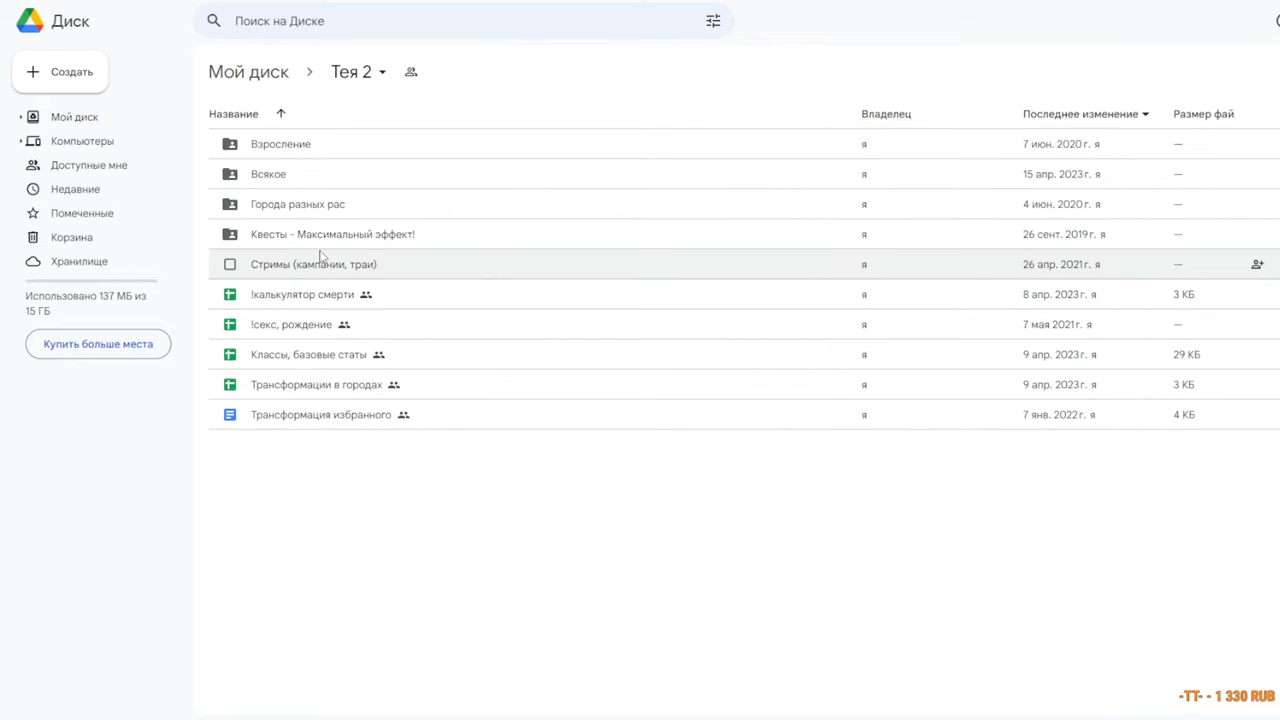 Диск
Поиск на Диске
Создать
Мой диск
Компьютеры
Доступные мне
Недавние
Помеченные
Корзина
Хранилище
Использовано 137 МБ из
15 ГБ
Купить больше места
Мой диск Тея 2
Название Владелец Последнее изменение Размер фай
Взросление я 7 июн. 2020 г. я —
Всякое я 15 апр. 2023 г. я —
Города разных рас я 4 июн. 2020 г. я —
Квесты - Максимальный эффект! я 26 сент. 2019 г. я —
Стримы (кампании, траи) я 26 апр. 2021 г. я —
!калькулятор смерти я 8 апр. 2023 г. я 3 КБ
!секс, рождение я 7 мая 2021 г. я —
Классы, базовые статы я 9 апр. 2023 г. я 29 КБ
Трансформации в городах я 9 апр. 2023 г. я 3 КБ
Трансформация избранного я 7 янв. 2022 г. я 4 КБ
-TT- - 1 330 RUB